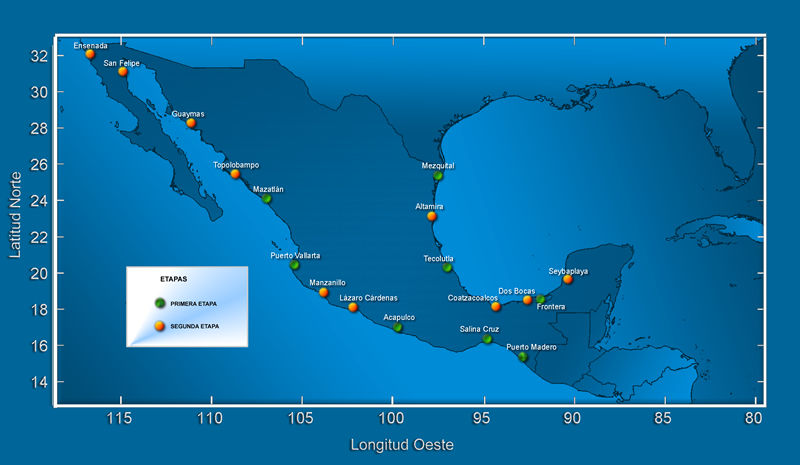 32
30
28
26
24
22
20
18
16
14
Latitud Norte
Ensenada
San Felipe
Guaymas
Topolobampo
Mazatlán
Mezquital
Altamira
Puerto Vallarta
Tecolutla
Seybaplaya
Manzanillo
Lázaro Cárdenas
Coatzacoalcos
Dos Bocas
Frontera
Acapulco
Salina Cruz
Puerto Madero
ETAPAS
PRIMERA ETAPA
SEGUNDA ETAPA
115 110 105 100 95 90 85 80
Longitud Oeste